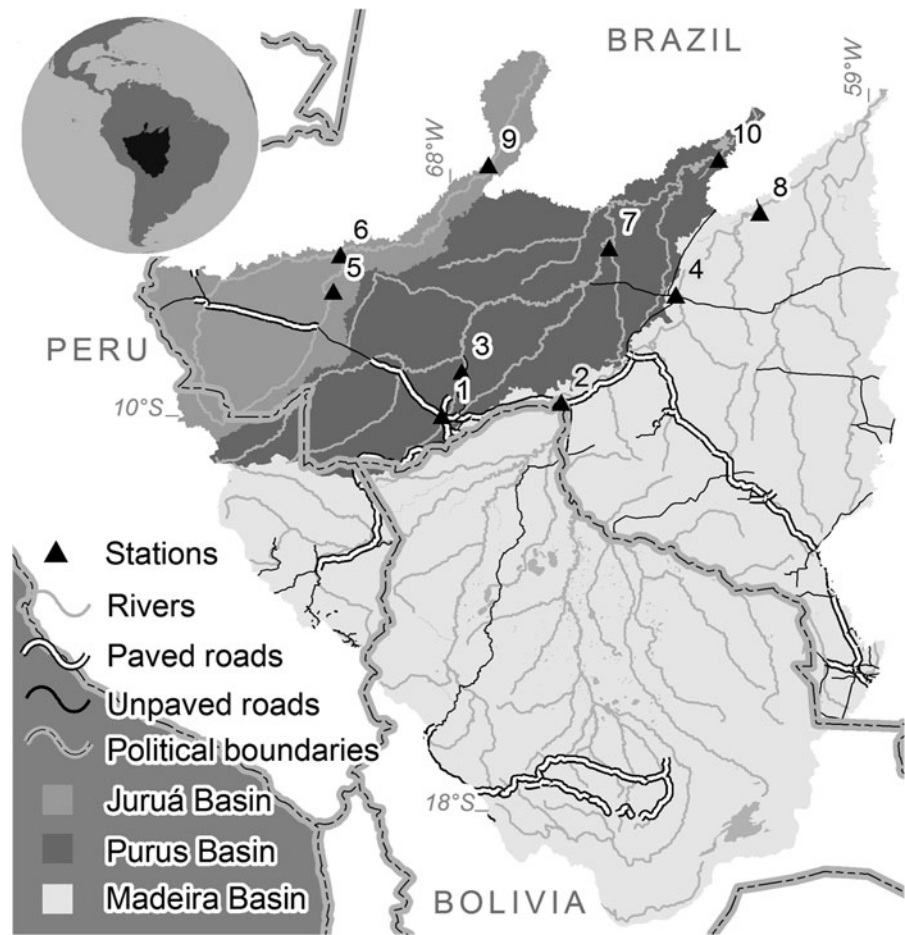 BRAZIL
59°W
68°W
9
10
8
6
7
5
4
PERU
3
10°S
1
2
Stations
Rivers
Paved roads
Unpaved roads
Political boundaries
18°S
Juruá Basin
Purus Basin
Madeira Basin
BOLIVIA